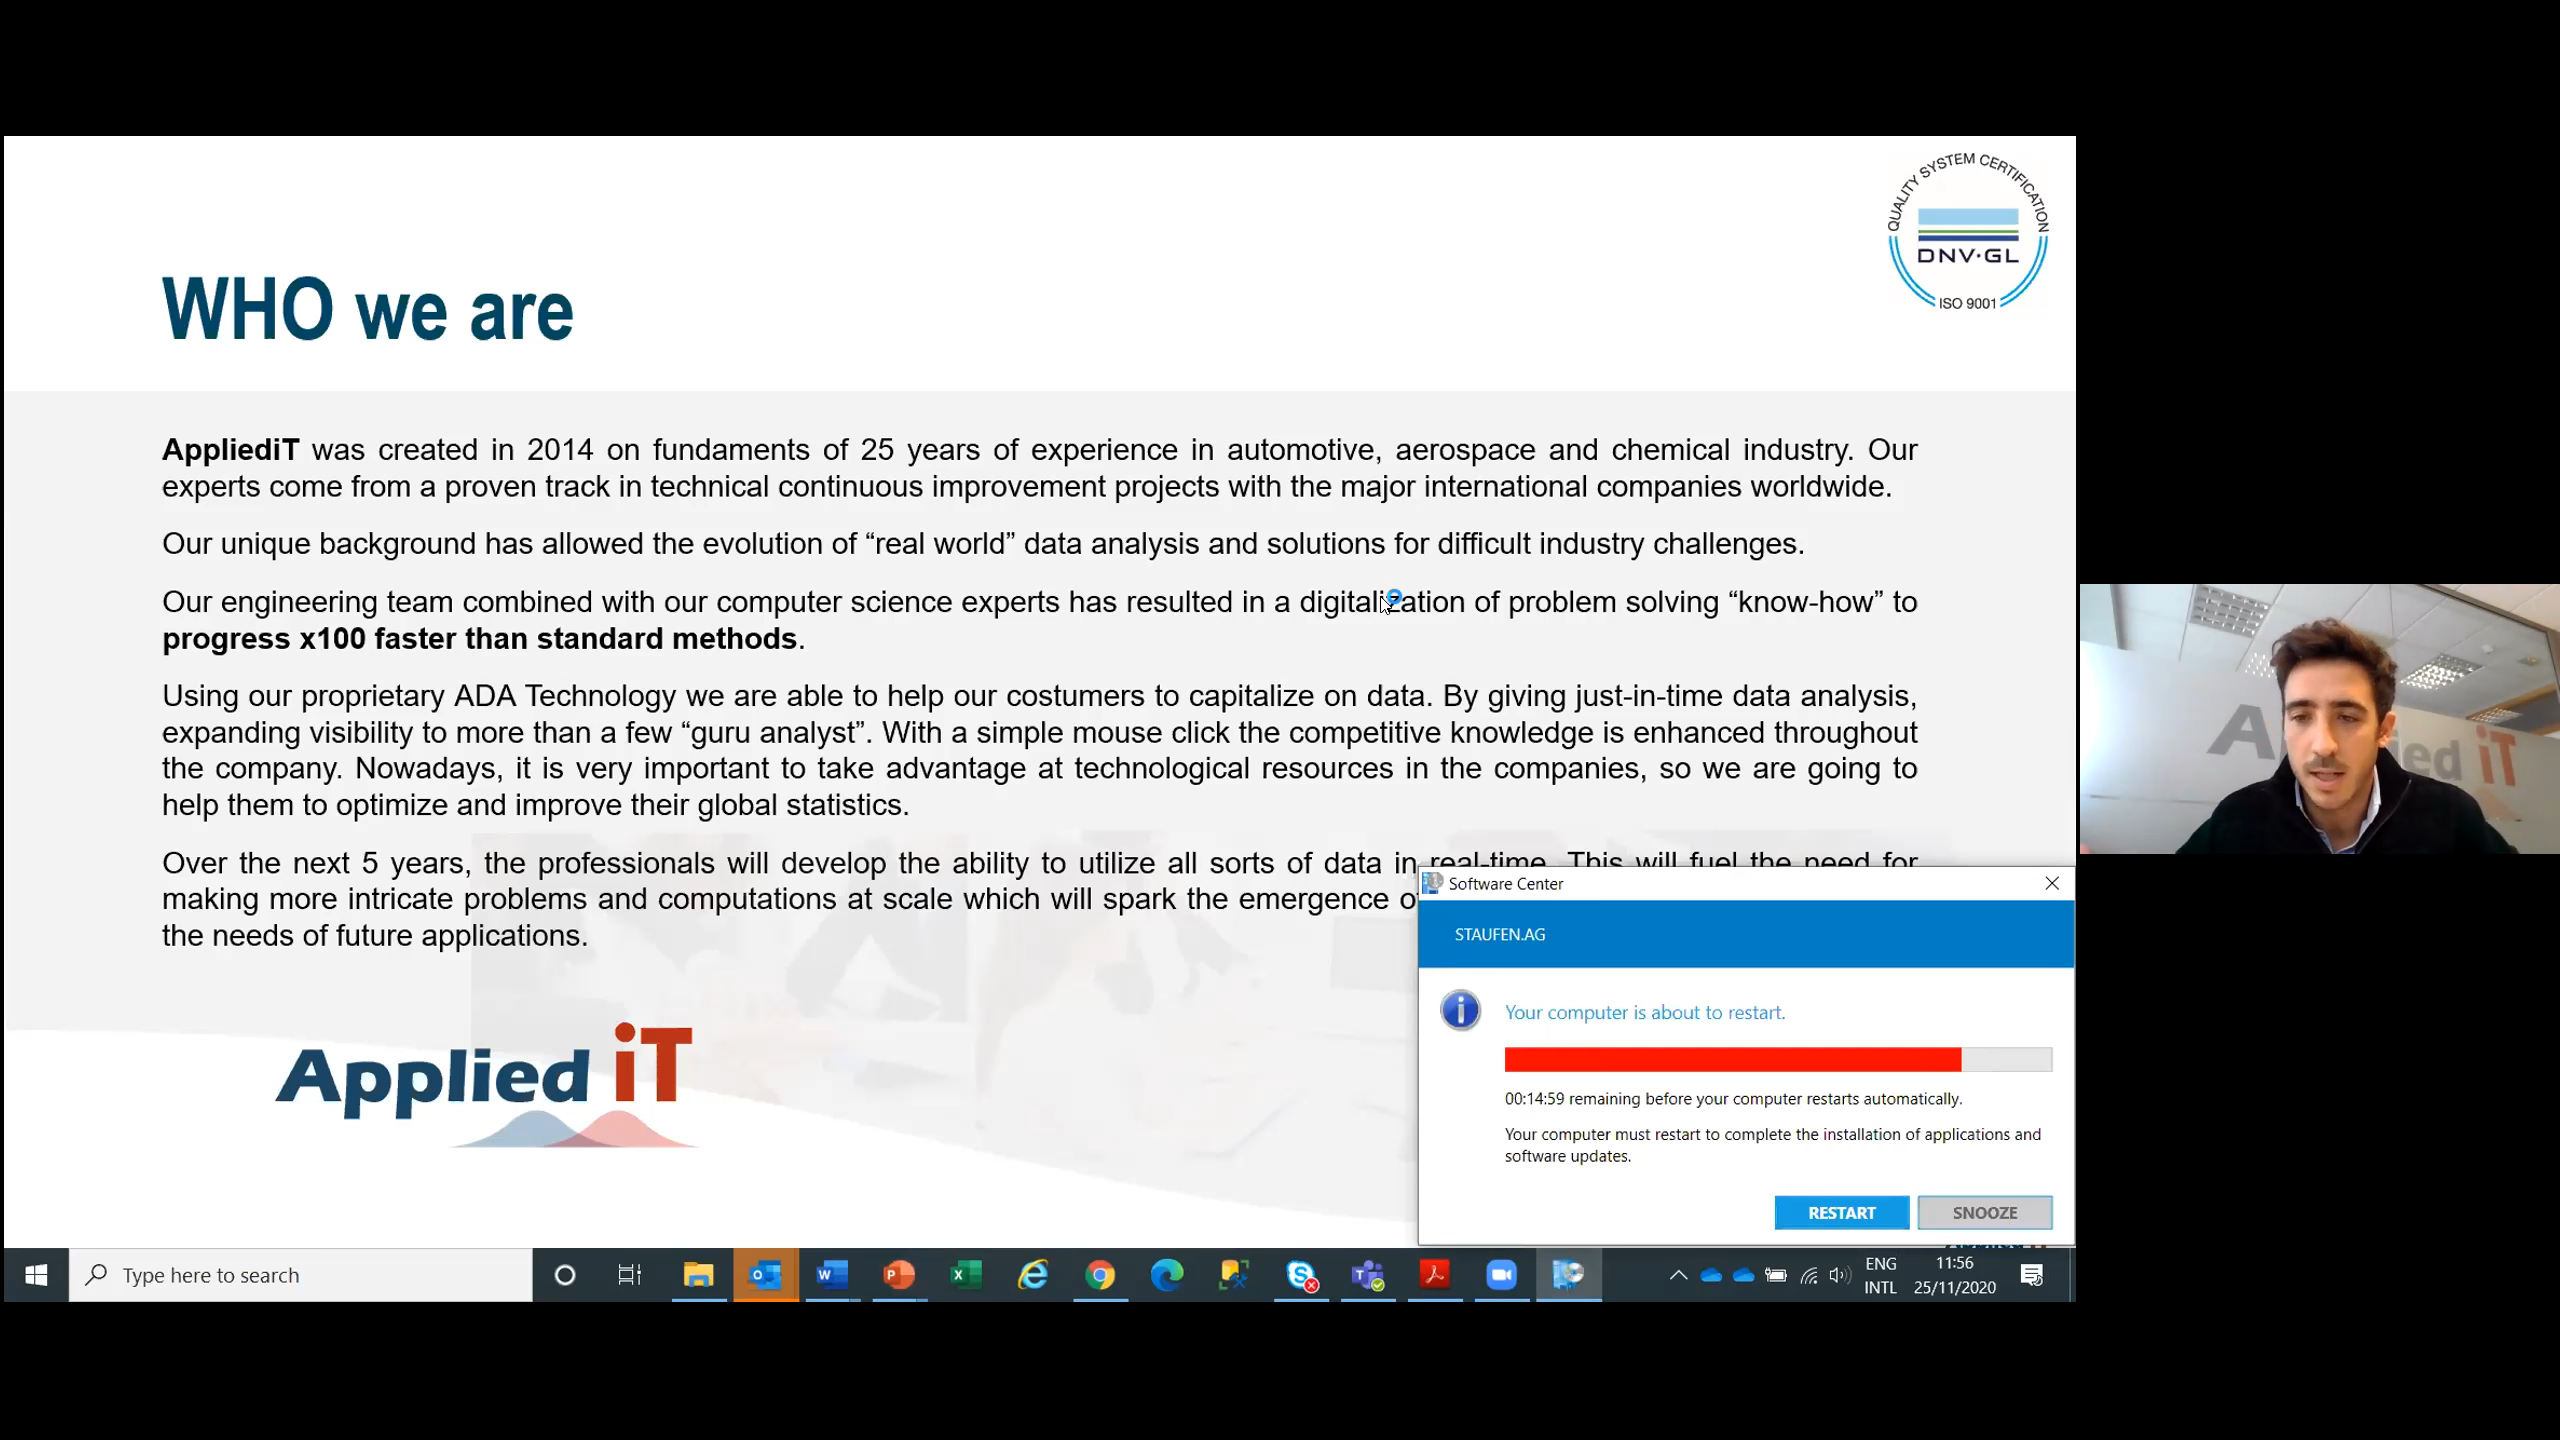 QUALITY SYSTEM CERTIFICATION
DNV·GL
ISO 9001
WHO we are
AppliediT was created in 2014 on fundaments of 25 years of experience in automotive, aerospace and chemical industry. Our
experts come from a proven track in technical continuous improvement projects with the major international companies worldwide.
Our unique background has allowed the evolution of “real world” data analysis and solutions for difficult industry challenges.
Our engineering team combined with our computer science experts has resulted in a digitalization of problem solving “know-how” to
progress x100 faster than standard methods.
Using our proprietary ADA Technology we are able to help our costumers to capitalize on data. By giving just-in-time data analysis,
expanding visibility to more than a few “guru analyst”. With a simple mouse click the competitive knowledge is enhanced throughout
the company. Nowadays, it is very important to take advantage at technological resources in the companies, so we are going to
help them to optimize and improve their global statistics.
Over the next 5 years, the professionals will develop the ability to utilize all sorts of data in real-time. This will fuel the need for
making more intricate problems and computations at scale which will spark the emergence
the needs of future applications.
Applied iT
Software Center
STAUFEN.AG
Your computer is about to restart.
00:14:59 remaining before your computer restarts automatically.
Your computer must restart to complete the installation of applications and
software updates.
RESTART SNOOZE
Type here to search
ENG
INTL
11:56
25/11/2020